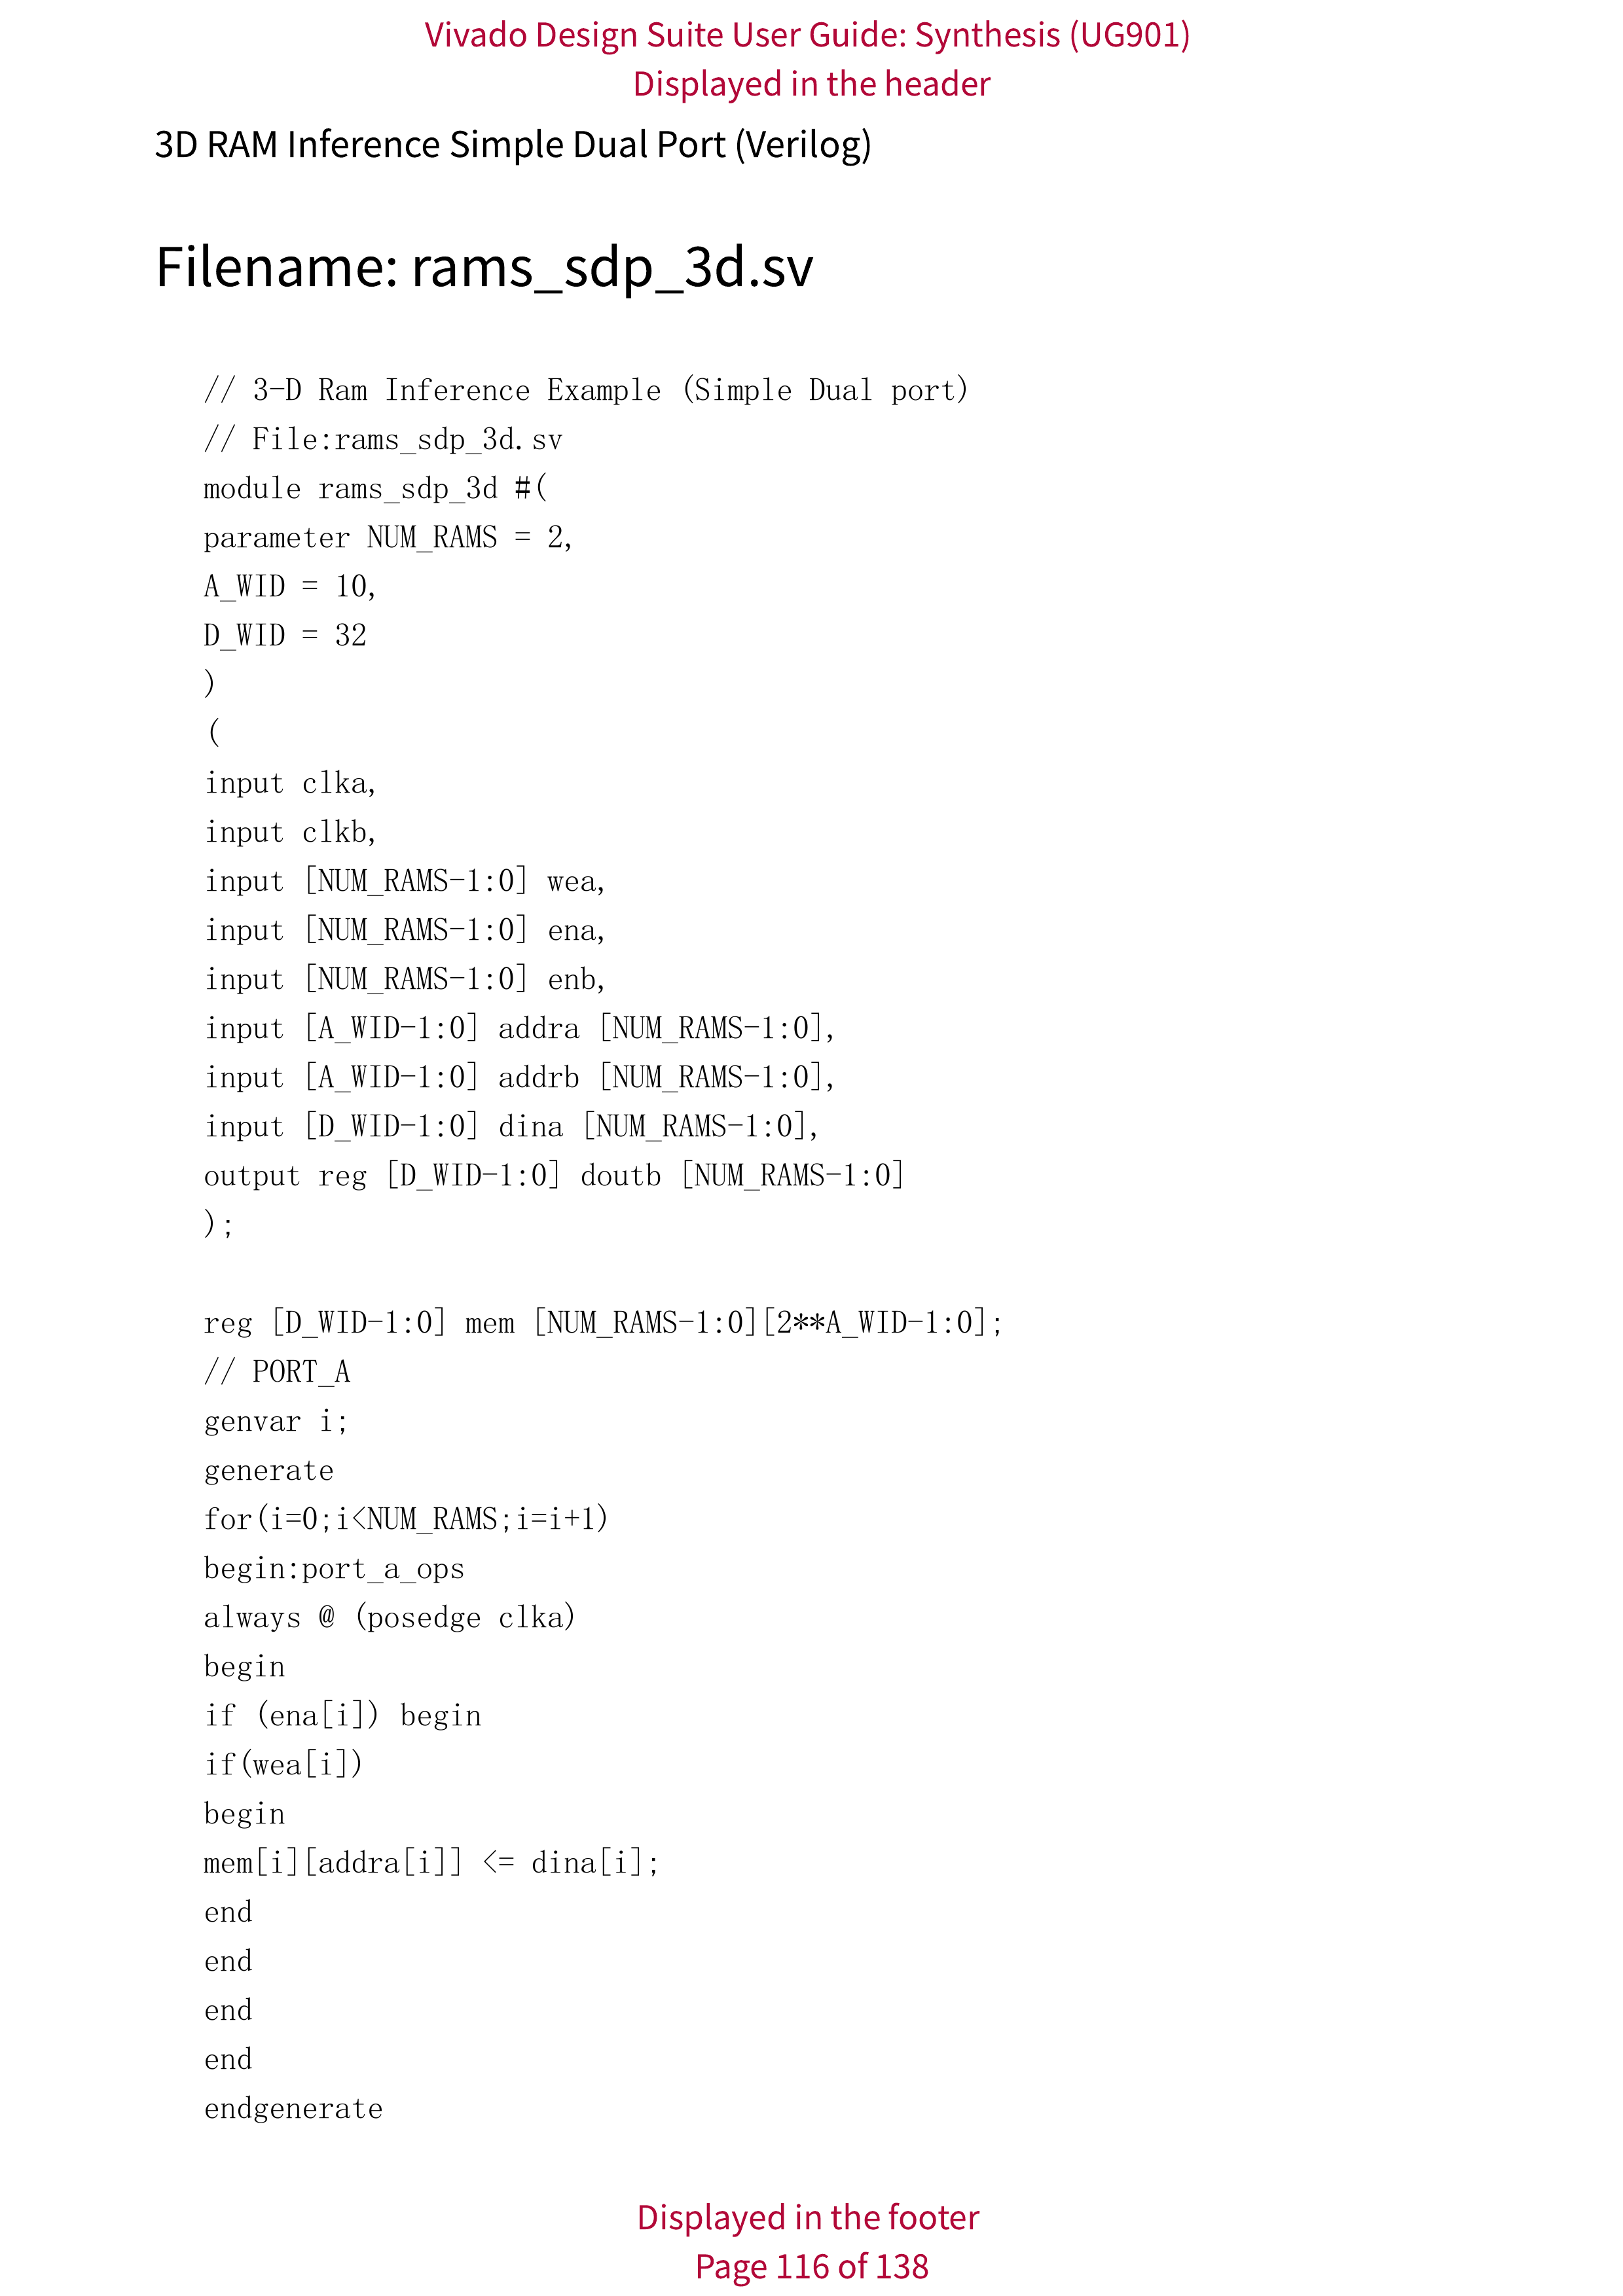 Vivado Design Suite User Guide: Synthesis (UG901)
Displayed in the header
3D RAM Inference Simple Dual Port (Verilog)
Filename: rams_sdp_3d.sv
// 3-D Ram Inference Example (Simple Dual port)
// File:rams_sdp_3d.sv
module rams_sdp_3d #(
parameter NUM_RAMS = 2,
A_WID = 10,
D_WID = 32
)
(
input clka,
input clkb,
input [NUM_RAMS-1:0] wea,
input [NUM_RAMS-1:0] ena,
input [NUM_RAMS-1:0] enb,
input [A_WID-1:0] addra [NUM_RAMS-1:0],
input [A_WID-1:0] addrb [NUM_RAMS-1:0],
input [D_WID-1:0] dina [NUM_RAMS-1:0],
output reg [D_WID-1:0] doutb [NUM_RAMS-1:0]
);
reg [D_WID-1:0] mem [NUM_RAMS-1:0][2**A_WID-1:0];
// PORT_A
genvar i;
generate
for(i=0;i<NUM_RAMS;i=i+1)
begin:port_a_ops
always @ (posedge clka)
begin
if (ena[i]) begin
if(wea[i])
begin
mem[i][addra[i]] <= dina[i];
end
end
end
end
endgenerate
Displayed in the footer
Page 116 of 138